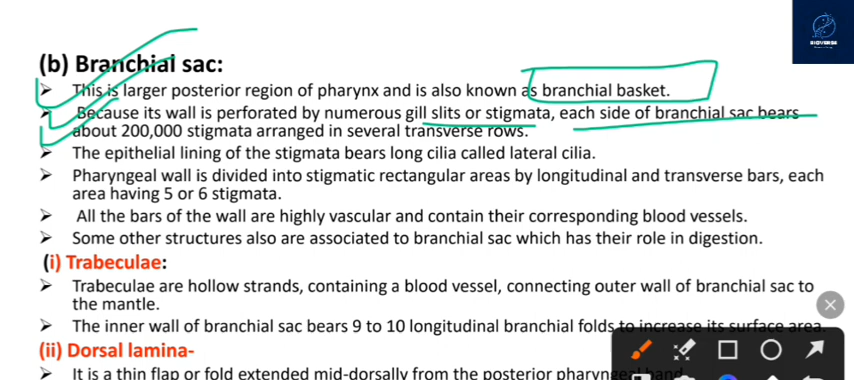 BIOVERSE
(b) Branchial sac:
➢ This is larger posterior region of pharynx and is also known as branchial basket.
➢ Because its wall is perforated by numerous gill slits or stigmata, each side of branchial sac bears
about 200,000 stigmata arranged in several transverse rows.
➢ The epithelial lining of the stigmata bears long cilia called lateral cilia.
➢ Pharyngeal wall is divided into stigmatic rectangular areas by longitudinal and transverse bars, each
area having 5 or 6 stigmata.
➢ All the bars of the wall are highly vascular and contain their corresponding blood vessels.
➢ Some other structures also are associated to branchial sac which has their role in digestion.
(i) Trabeculae:
➢ Trabeculae are hollow strands, containing a blood vessel, connecting outer wall of branchial sac to
the mantle.
➢ The inner wall of branchial sac bears 9 to 10 longitudinal branchial folds to increase its surface area.
(ii) Dorsal lamina-
➢ It is a thin flap or fold extended mid-dorsally from the posterior pharyngeal band